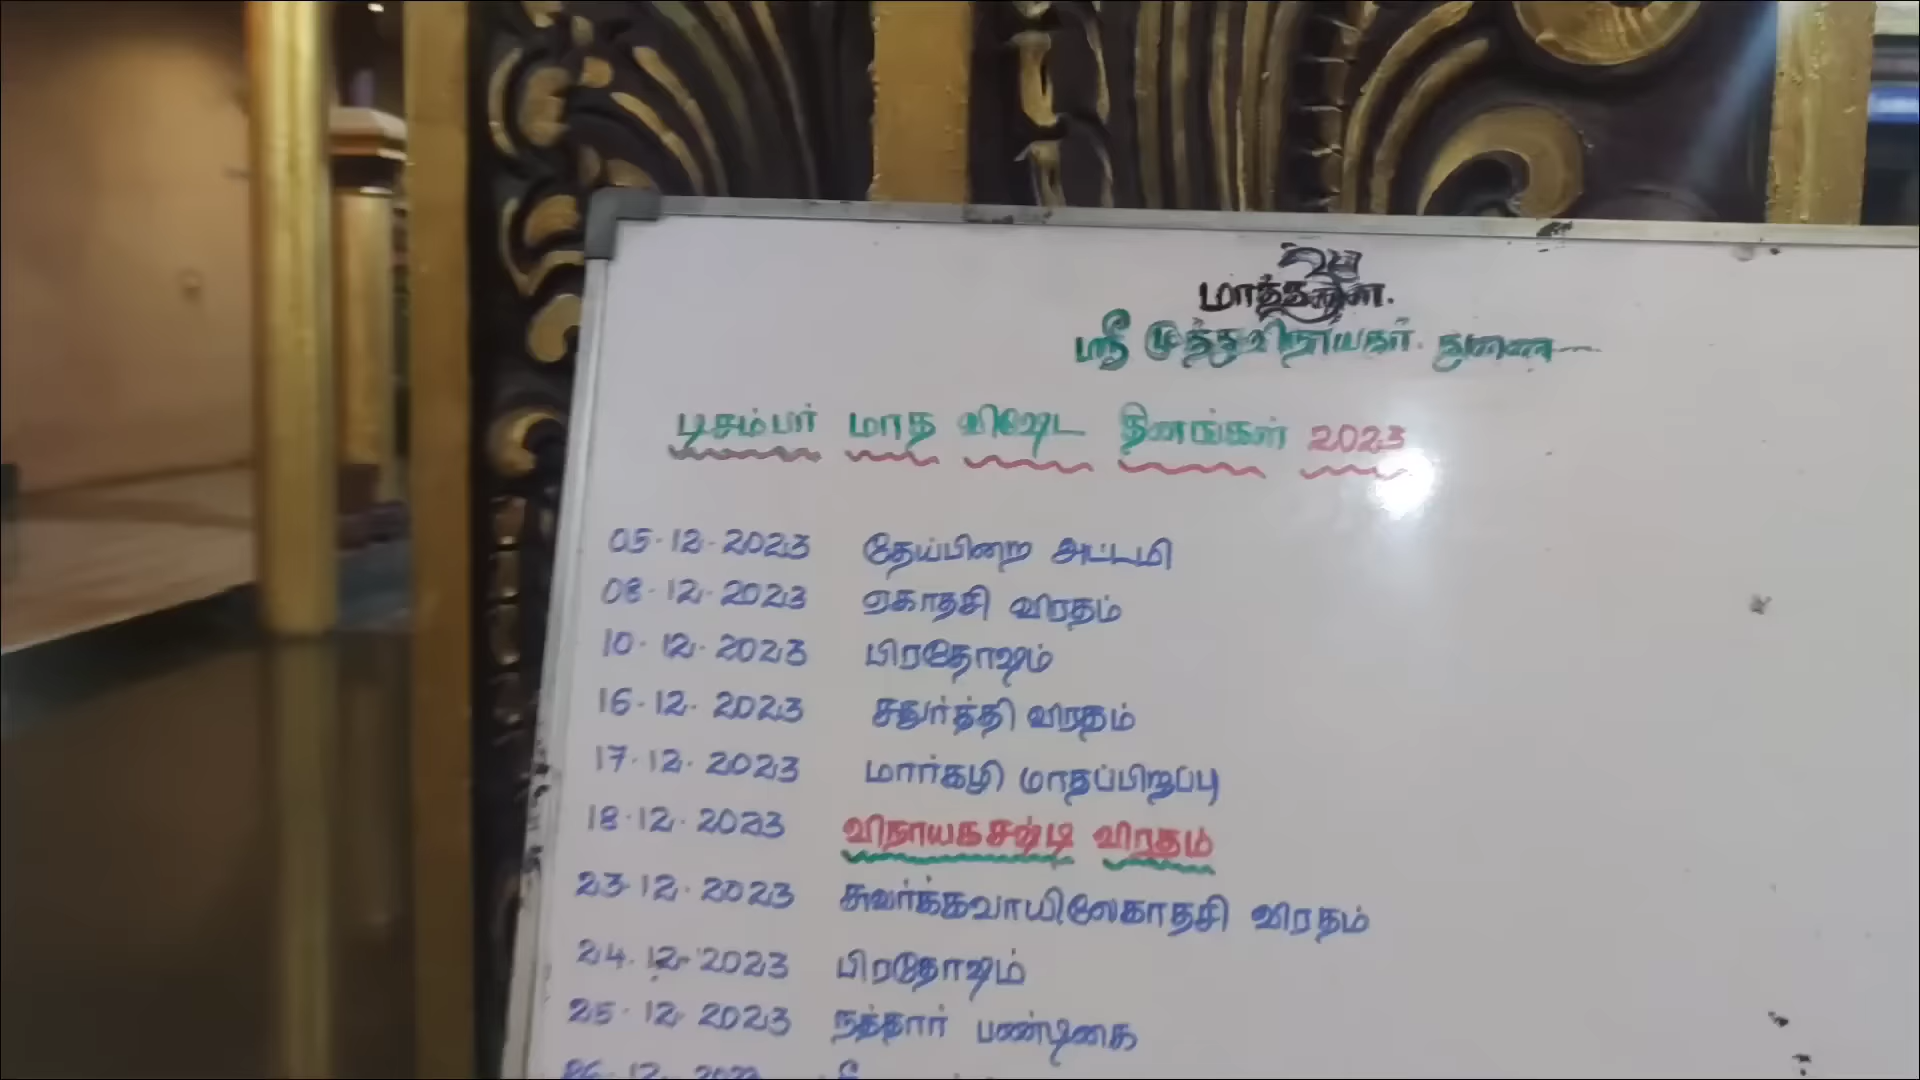 உ
ஸ்ரீ முத்துவிநாயகர் துணை
டிசம்பர் மாத விஷேட தினங்கள் 2023
05-12-2023 தேய்பிறை அட்டமி
08-12-2023 ஏகாதசி விரதம்
10-12-2023 பிரதோஷம்
16-12-2023 சதுர்த்தி விரதம்
17-12-2023 மார்கழி மாதப்பிறப்பு
18-12-2023 விநாயகசஷ்டி விரதம்
23-12-2023 சுவர்க்கவாயிலேகாதசி விரதம்
24-12-2023 பிரதோஷம்
25-12-2023 நத்தார் பண்டிகை